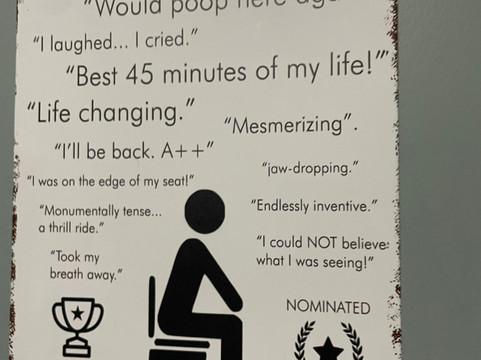 "Would poop here aga
"I laughed... I cried."
"Best 45 minutes of my life!”"
"Life changing."
"Mesmerizing".
"I'll be back. A++"
"jaw-dropping."
"I was on the edge of my seat!"
"Monumentally tense...
a thrill ride."
"Endlessly inventive."
"I could NOT believe
what I was seeing!"
"Took my
breath away."
NOMINATED